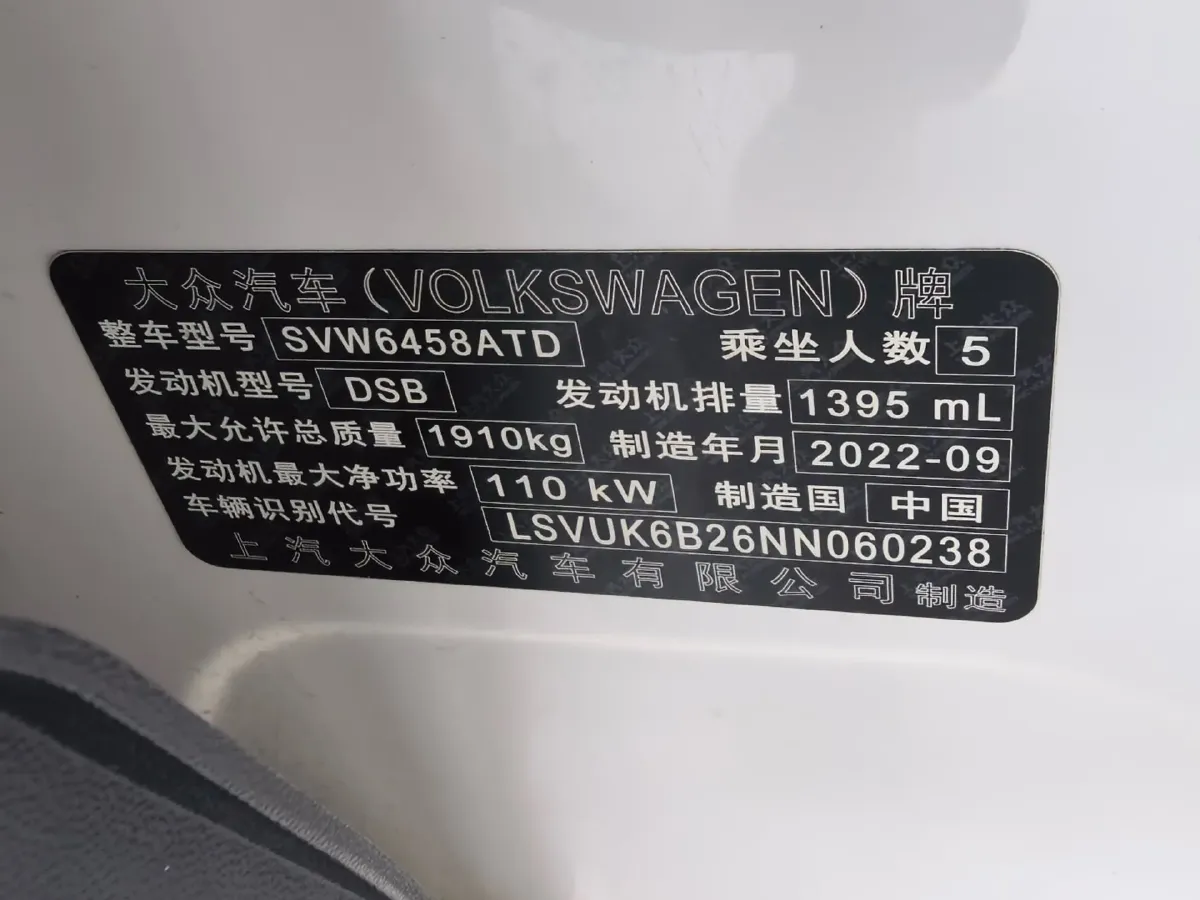 大众汽车(VOLKSWAGEN)牌
整车型号 SVW6458ATD 乘坐人数 5
发动机型号 DSB 发动机排量 1395 mL
最大允许总质量 1910kg 制造年月 2022-09
发动机最大净功率 110 kW 制造国 中国
车辆识别代号 LSVUK6B26NN060238
上汽大众汽车有限公司 制造